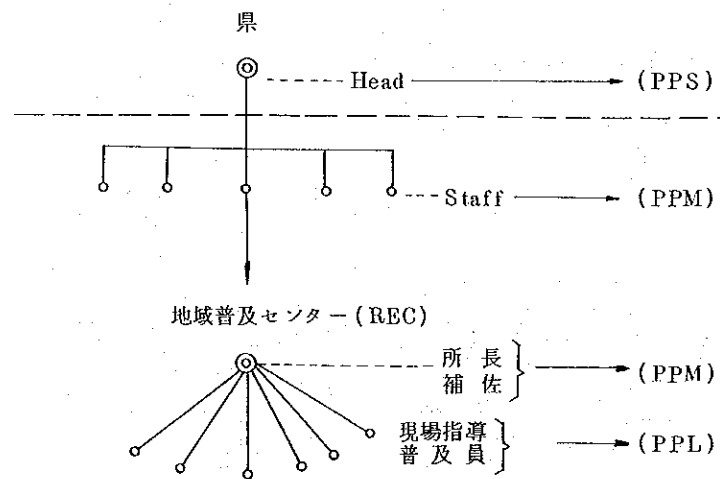 県
Head (PPS)
Staff (PPM)
地域普及センター(REC)
所長
補佐 (PPM)
現場指導
普及員 (PPL)